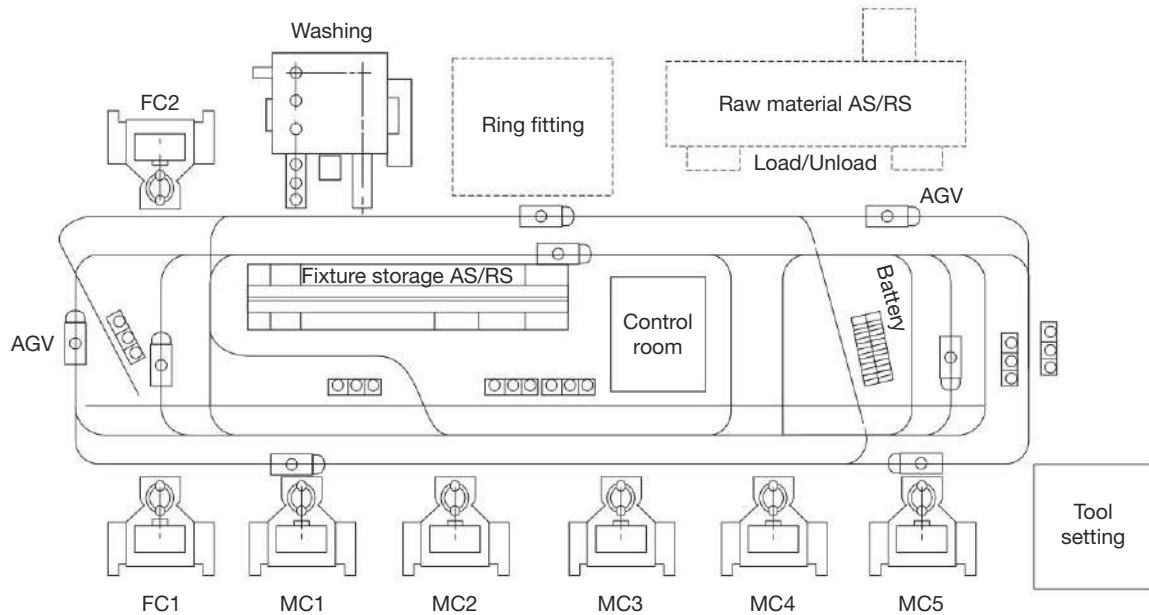 Washing
FC2
Ring fitting
Raw material AS/RS
Load/Unload
AGV
Fixture storage AS/RS
Battery
Control
room
AGV
Tool
setting
FC1
MC1
MC2
MC3
MC4
MC5